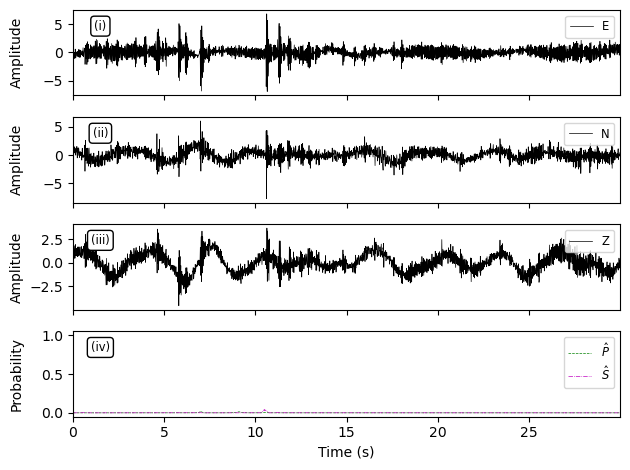 Amplitude
5
0
−5
(i)
E
Amplitude
5
0
−5
(ii)
N
Amplitude
2.5
0.0
−2.5
(iii)
Z
Probability
1.0
0.5
0.0
(iv)
P̂
Ŝ
0 5 10 15 20 25
Time (s)